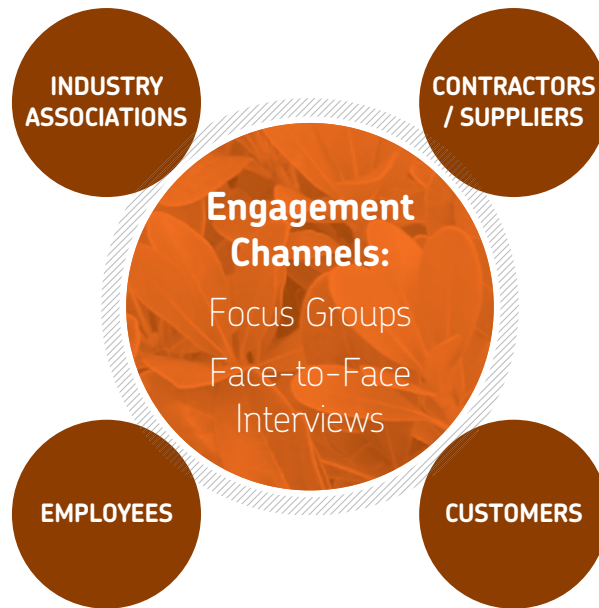 INDUSTRY
ASSOCIATIONS
CONTRACTORS
/ SUPPLIERS
Engagement
Channels:
Focus Groups
Face-to-Face
Interviews
EMPLOYEES
CUSTOMERS